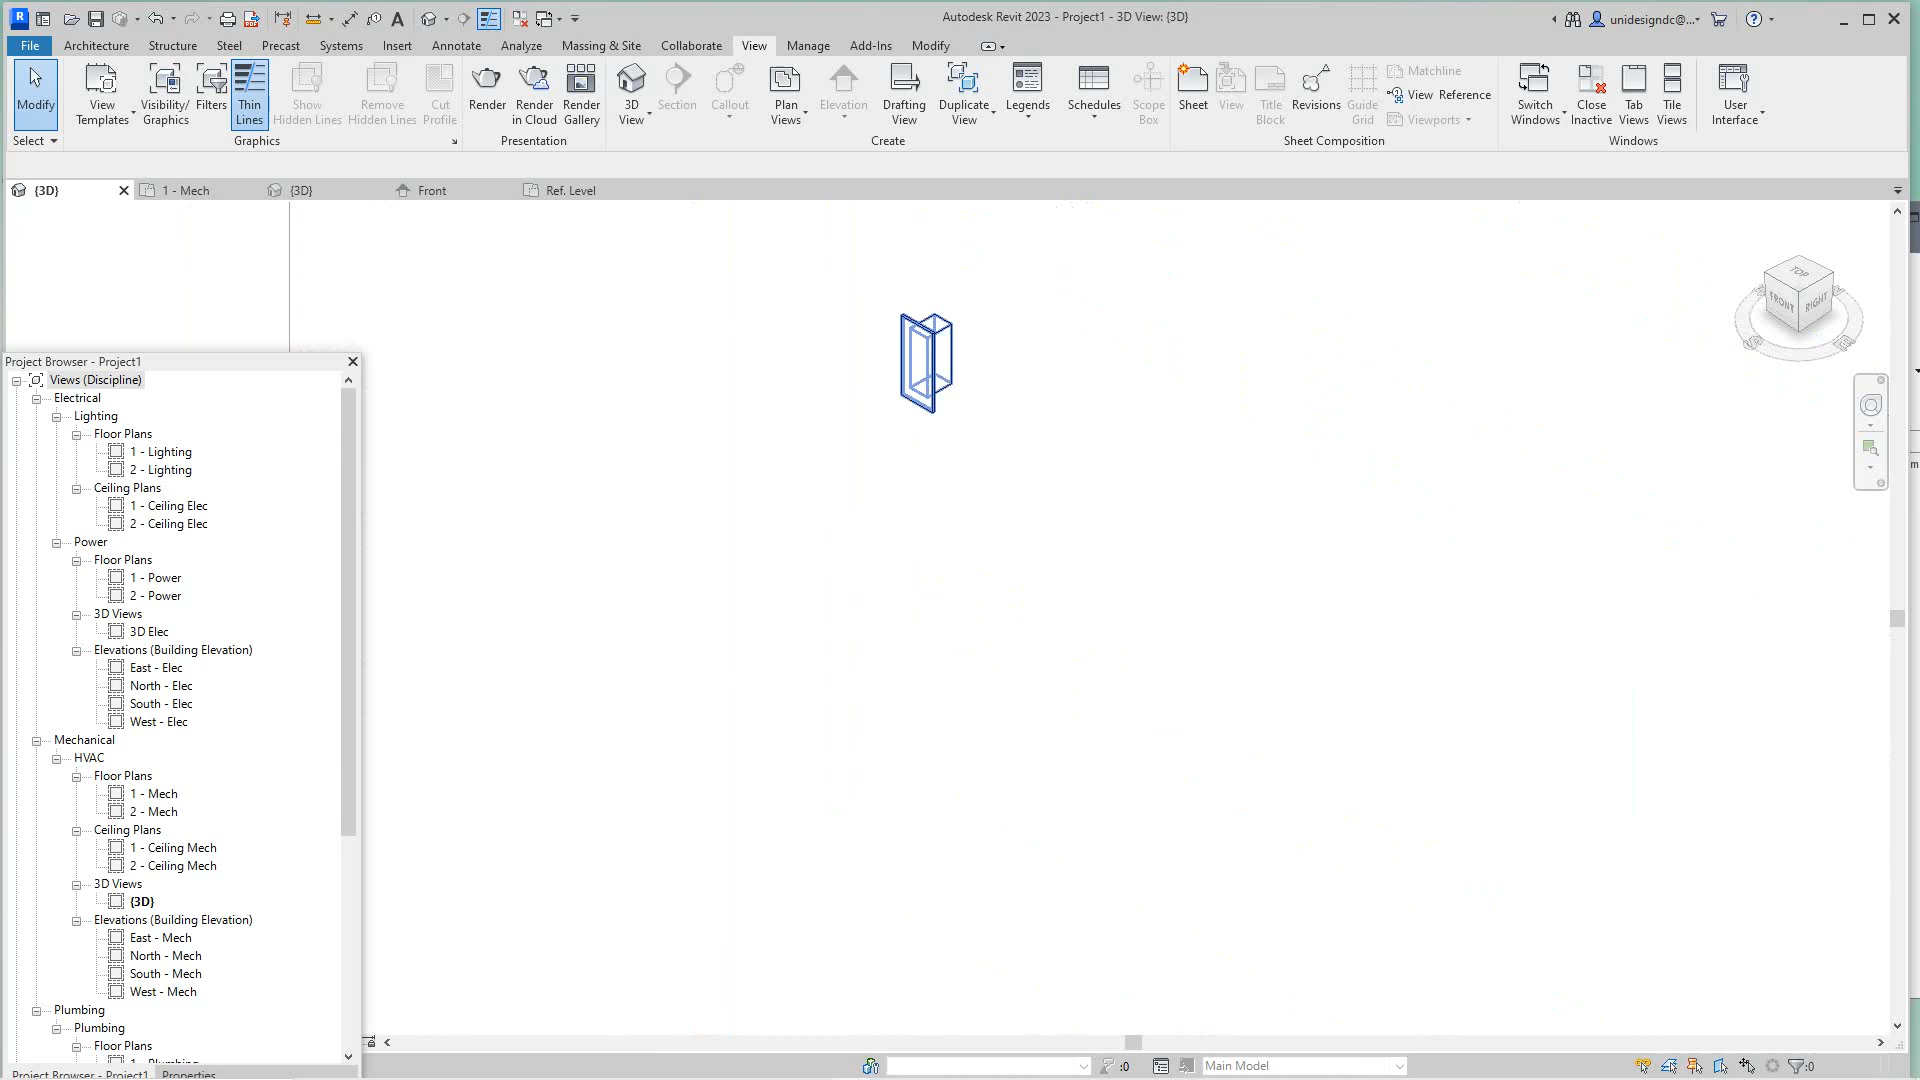 Autodesk Revit 2023 - Project1 - 3D View: {3D}
unidesigndc@...
File Architecture Structure Steel Precast Systems Insert Annotate Analyze Massing & Site Collaborate View Manage Add-Ins Modify
Modify
View Templates
Visibility/ Graphics
Filters
Thin Lines
Show Hidden Lines
Remove Hidden Lines
Cut Profile
Render
Render in Cloud
Render Gallery
3D View
Section
Callout
Plan Views
Elevation
Drafting View
Duplicate View
Legends
Schedules
Scope Box
Sheet
View
Title Block
Revisions
Guide Grid
Matchline
View Reference
Viewports
Switch Windows
Close Inactive
Tab Views
Tile Views
User Interface
Select Graphics Presentation Create Sheet Composition Windows
{3D} 1 - Mech {3D} Front Ref. Level
TOP
FRONT RIGHT
Project Browser - Project1
Views (Discipline)
Electrical
Lighting
Floor Plans
1 - Lighting
2 - Lighting
Ceiling Plans
1 - Ceiling Elec
2 - Ceiling Elec
Power
Floor Plans
1 - Power
2 - Power
3D Views
3D Elec
Elevations (Building Elevation)
East - Elec
North - Elec
South - Elec
West - Elec
Mechanical
HVAC
Floor Plans
1 - Mech
2 - Mech
Ceiling Plans
1 - Ceiling Mech
2 - Ceiling Mech
3D Views
{3D}
Elevations (Building Elevation)
East - Mech
North - Mech
South - Mech
West - Mech
Plumbing
Plumbing
Floor Plans
1 - Plumbing
Project Browser - Project1 Properties
:0 Main Model :0